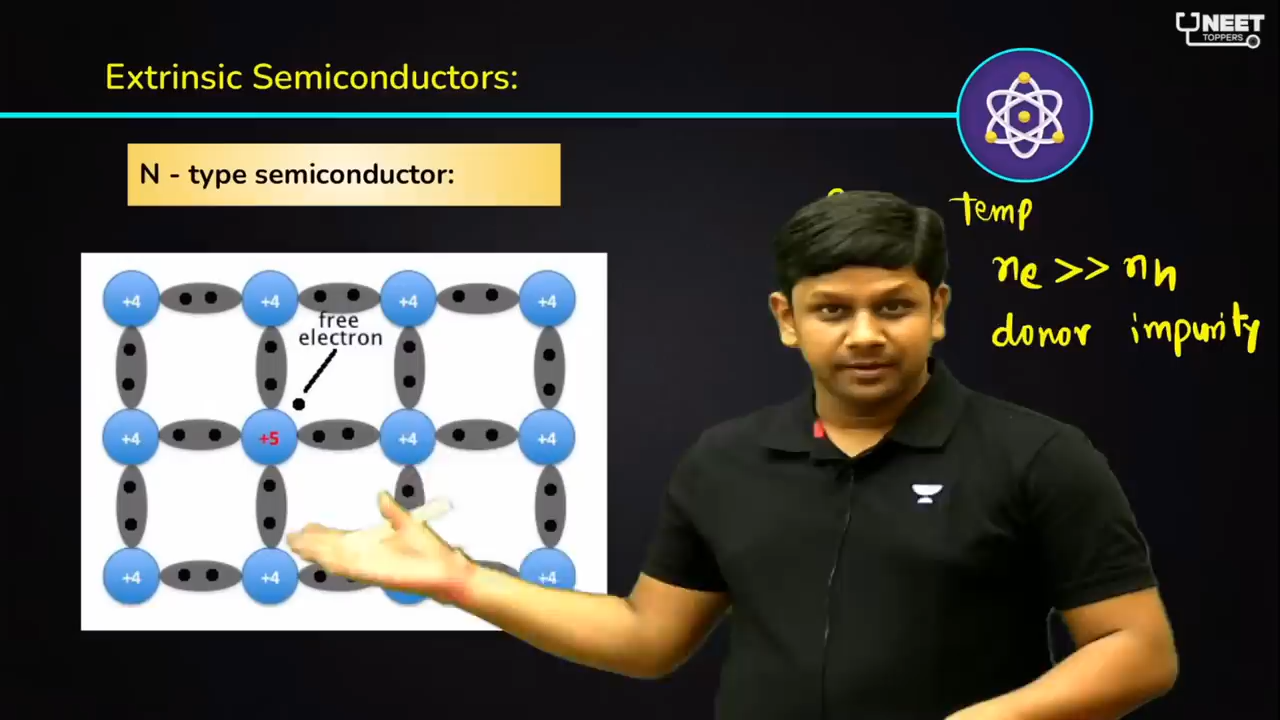 NEET
TOPPERS
Extrinsic Semiconductors:
N - type semiconductor:
temp
ne >> nh
donor impurity
+4 +4 +4 +4
free
electron
+4 +5 +4 +4
+4 +4 +4